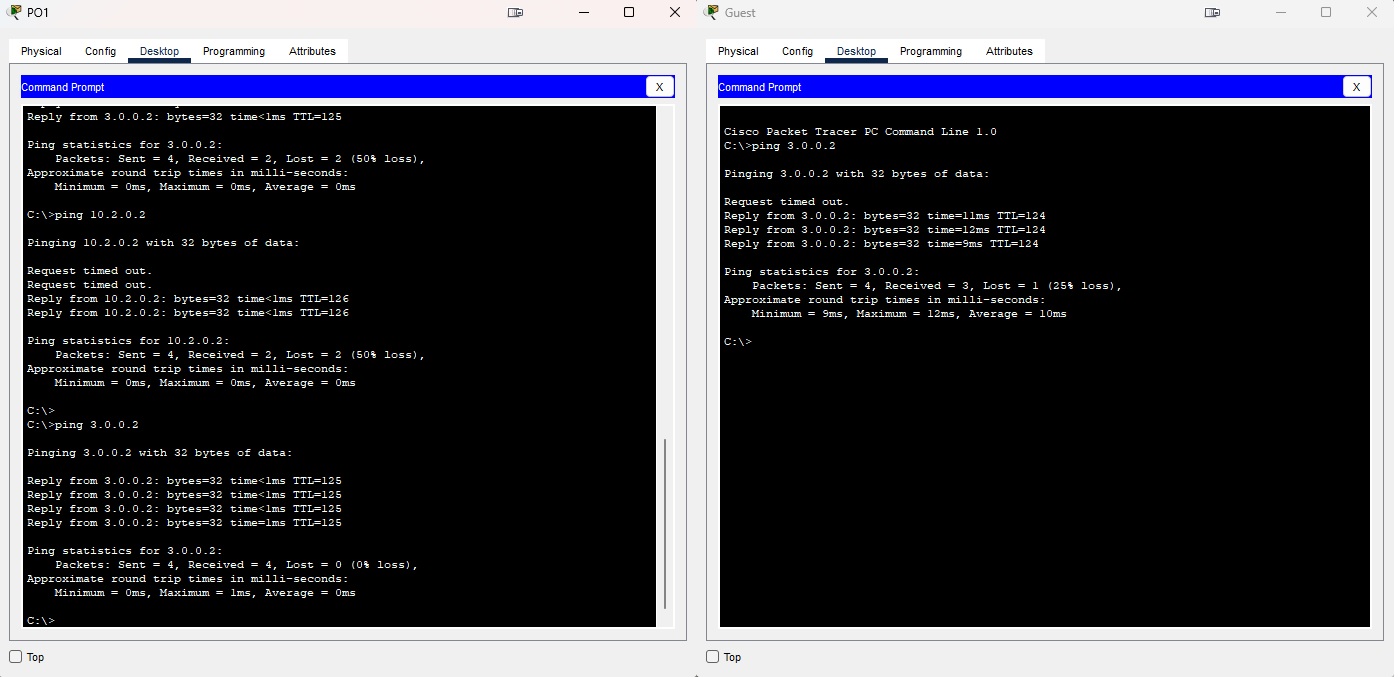 PO1
Physical Config Desktop Programming Attributes
Command Prompt
X
Reply from 3.0.0.2: bytes=32 time<1ms TTL=125
Ping statistics for 3.0.0.2:
Packets: Sent = 4, Received = 2, Lost = 2 (50% loss),
Approximate round trip times in milli-seconds:
Minimum = 0ms, Maximum = 0ms, Average = 0ms
C:\>ping 10.2.0.2
Pinging 10.2.0.2 with 32 bytes of data:
Request timed out.
Request timed out.
Reply from 10.2.0.2: bytes=32 time<1ms TTL=126
Reply from 10.2.0.2: bytes=32 time<1ms TTL=126
Ping statistics for 10.2.0.2:
Packets: Sent = 4, Received = 2, Lost = 2 (50% loss),
Approximate round trip times in milli-seconds:
Minimum = 0ms, Maximum = 0ms, Average = 0ms
C:\>
C:\>ping 3.0.0.2
Pinging 3.0.0.2 with 32 bytes of data:
Reply from 3.0.0.2: bytes=32 time<1ms TTL=125
Reply from 3.0.0.2: bytes=32 time<1ms TTL=125
Reply from 3.0.0.2: bytes=32 time<1ms TTL=125
Reply from 3.0.0.2: bytes=32 time=1ms TTL=125
Ping statistics for 3.0.0.2:
Packets: Sent = 4, Received = 4, Lost = 0 (0% loss),
Approximate round trip times in milli-seconds:
Minimum = 0ms, Maximum = 1ms, Average = 0ms
C:\>
Top
Guest
Physical Config Desktop Programming Attributes
Command Prompt
X
Cisco Packet Tracer PC Command Line 1.0
C:\>ping 3.0.0.2
Pinging 3.0.0.2 with 32 bytes of data:
Request timed out.
Reply from 3.0.0.2: bytes=32 time=11ms TTL=124
Reply from 3.0.0.2: bytes=32 time=12ms TTL=124
Reply from 3.0.0.2: bytes=32 time=9ms TTL=124
Ping statistics for 3.0.0.2:
Packets: Sent = 4, Received = 3, Lost = 1 (25% loss),
Approximate round trip times in milli-seconds:
Minimum = 9ms, Maximum = 12ms, Average = 10ms
C:\>
Top